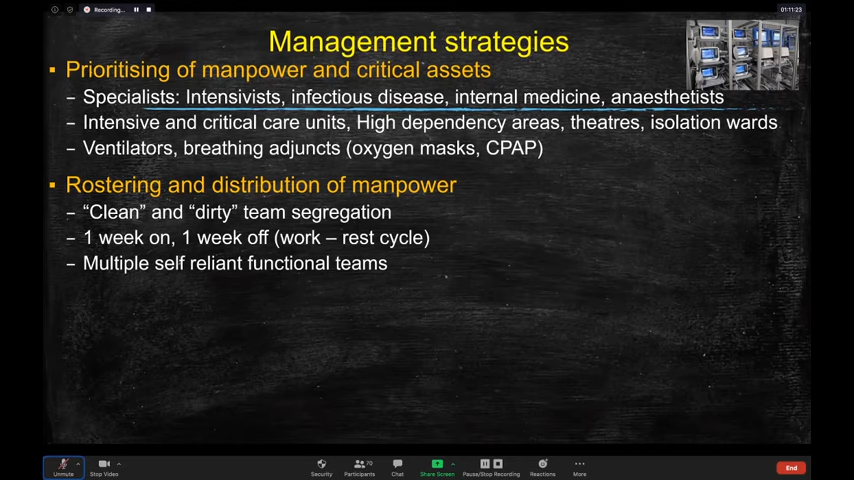 Recording...
01:11:23
Management strategies
▪ Prioritising of manpower and critical assets
– Specialists: Intensivists, infectious disease, internal medicine, anaesthetists
– Intensive and critical care units, High dependency areas, theatres, isolation wards
– Ventilators, breathing adjuncts (oxygen masks, CPAP)
▪ Rostering and distribution of manpower
– “Clean” and “dirty” team segregation
– 1 week on, 1 week off (work – rest cycle)
– Multiple self reliant functional teams
Unmute
Stop Video
Security
Participants
70
Chat
Share Screen
Pause/Stop Recording
Reactions
More
End